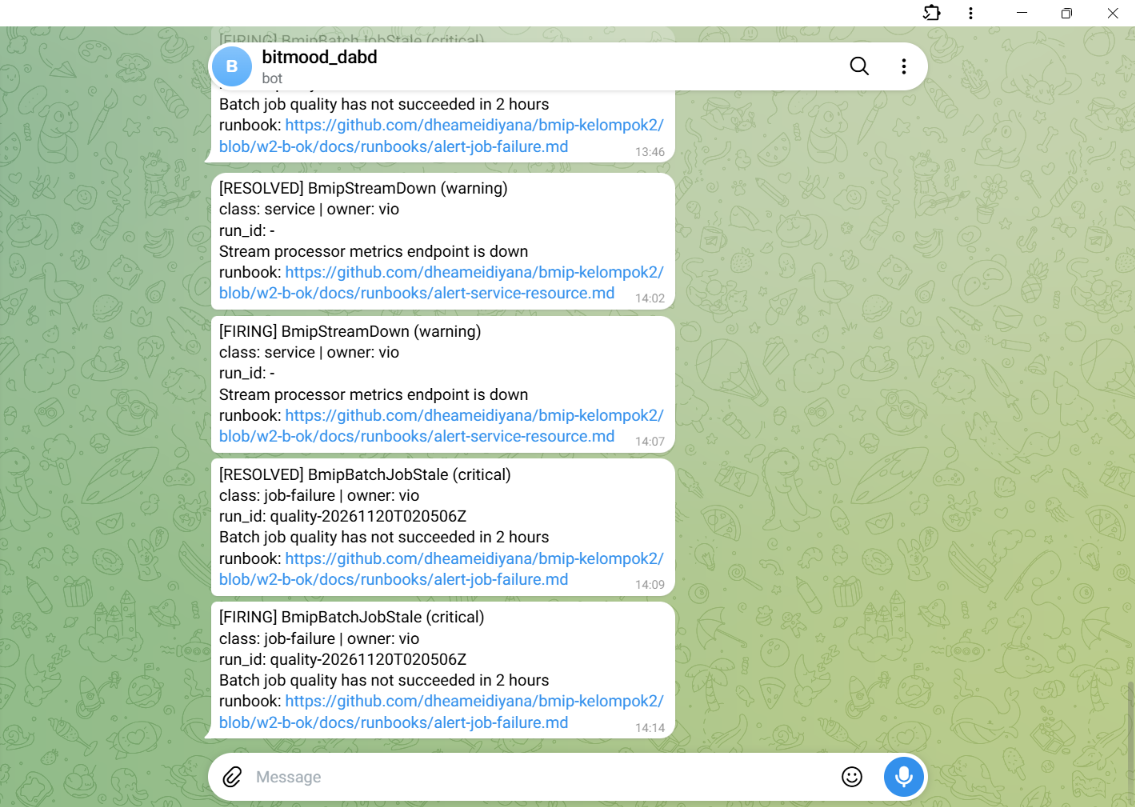 [FIRING] BmipBatchJobStale (critical)
B
bitmood_dabd
bot
Batch job quality has not succeeded in 2 hours
runbook: https://github.com/dheameidiyana/bmip-kelompok2/
blob/w2-b-ok/docs/runbooks/alert-job-failure.md
13:46
[RESOLVED] BmipStreamDown (warning)
class: service | owner: vio
run_id: -
Stream processor metrics endpoint is down
runbook: https://github.com/dheameidiyana/bmip-kelompok2/
blob/w2-b-ok/docs/runbooks/alert-service-resource.md
14:02
[FIRING] BmipStreamDown (warning)
class: service | owner: vio
run_id: -
Stream processor metrics endpoint is down
runbook: https://github.com/dheameidiyana/bmip-kelompok2/
blob/w2-b-ok/docs/runbooks/alert-service-resource.md
14:07
[RESOLVED] BmipBatchJobStale (critical)
class: job-failure | owner: vio
run_id: quality-20261120T020506Z
Batch job quality has not succeeded in 2 hours
runbook: https://github.com/dheameidiyana/bmip-kelompok2/
blob/w2-b-ok/docs/runbooks/alert-job-failure.md
14:09
[FIRING] BmipBatchJobStale (critical)
class: job-failure | owner: vio
run_id: quality-20261120T020506Z
Batch job quality has not succeeded in 2 hours
runbook: https://github.com/dheameidiyana/bmip-kelompok2/
blob/w2-b-ok/docs/runbooks/alert-job-failure.md
14:14
Message